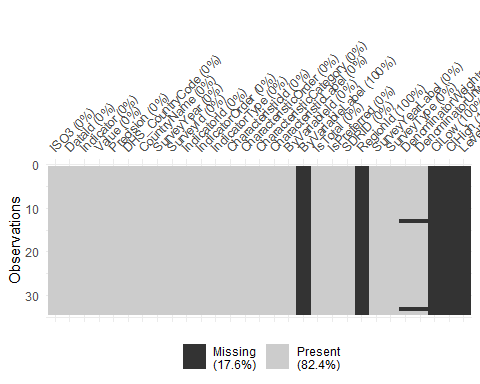 ISO3 (0%)
DataId (0%)
Indicator (0%)
Value (0%)
Precision (0%)
DHS_CountryCode (0%)
CountryName (0%)
SurveyYear (0%)
SurveyId (0%)
IndicatorId (0%)
IndicatorOrder (0%)
IndicatorType (0%)
CharacteristicId (0%)
CharacteristicOrder (0%)
CharacteristicCategory (0%)
CharacteristicLabel (0%)
ByVariableId (0%)
ByVariableLabel (100%)
IsTotal (0%)
IsPreferred (0%)
SDRID (0%)
RegionId (100%)
SurveyYearLabel (0%)
SurveyType (0%)
0
10
20
30
Observations
Missing
(17.6%)
Present
(82.4%)